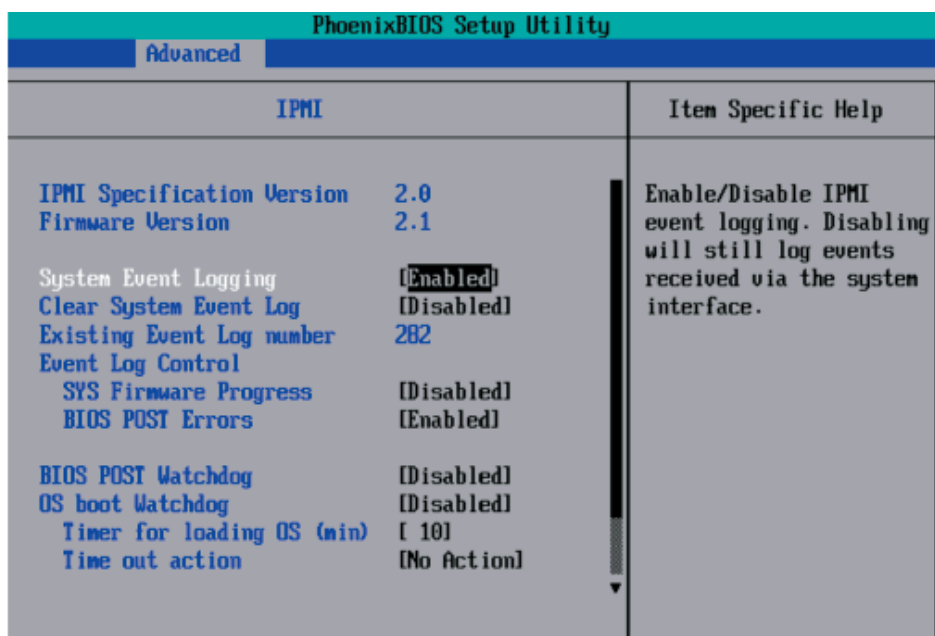 PhoenixBIOS Setup Utility
Advanced
IPMI
IPMI Specification Version 2.0
Firmware Version 2.1
System Event Logging [Enabled]
Clear System Event Log [Disabled]
Existing Event Log number 282
Event Log Control
SYS Firmware Progress [Disabled]
BIOS POST Errors [Enabled]
BIOS POST Watchdog [Disabled]
OS boot Watchdog [Disabled]
Timer for loading OS (min) [ 10]
Time out action [No Action]
Item Specific Help
Enable/Disable IPMI
event logging. Disabling
will still log events
received via the system
interface.